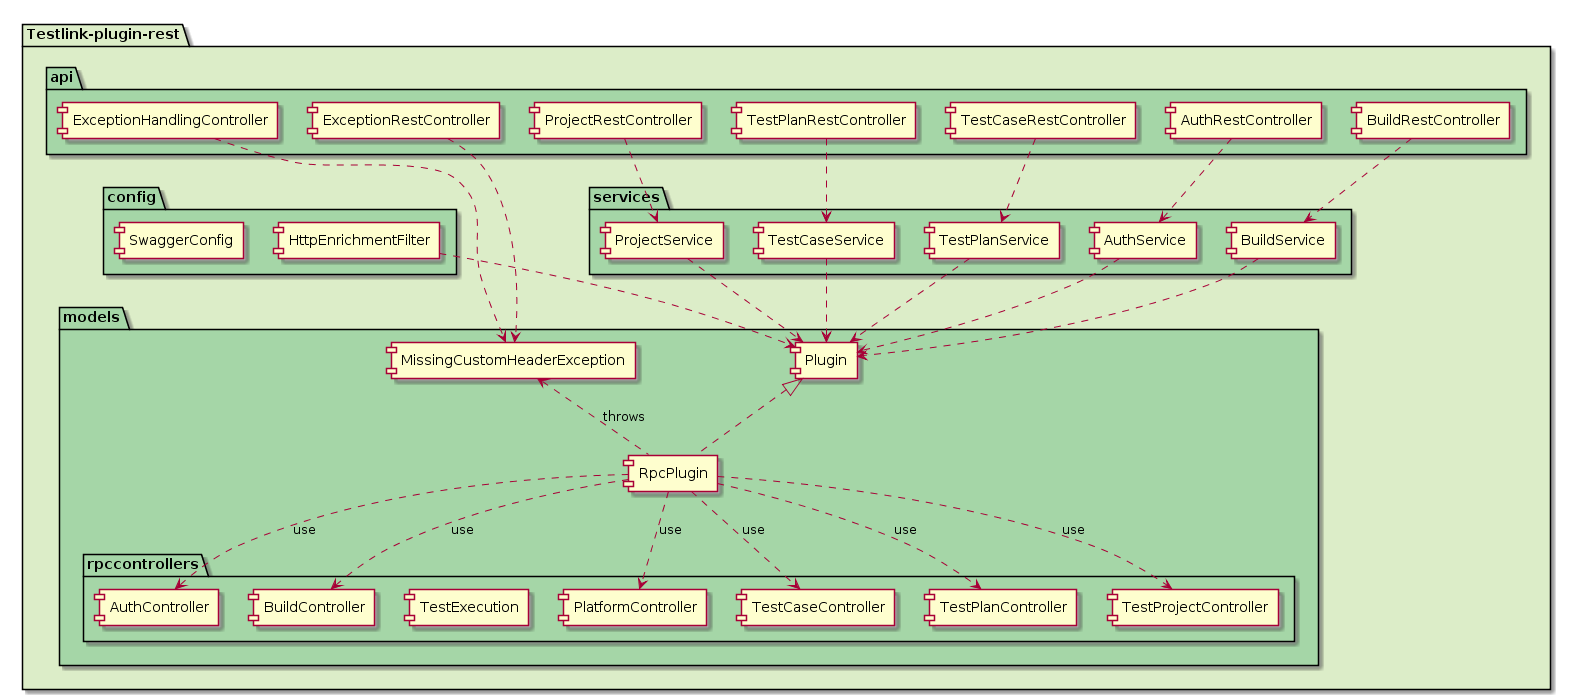 Testlink-plugin-rest
api
ExceptionHandlingController
ExceptionRestController
ProjectRestController
TestPlanRestController
TestCaseRestController
AuthRestController
BuildRestController
config
SwaggerConfig
HttpEnrichmentFilter
services
ProjectService
TestCaseService
TestPlanService
AuthService
BuildService
models
MissingCustomHeaderException
Plugin
throws
RpcPlugin
use
use
use
use
use
use
rpccontrollers
AuthController
BuildController
TestExecution
PlatformController
TestCaseController
TestPlanController
TestProjectController